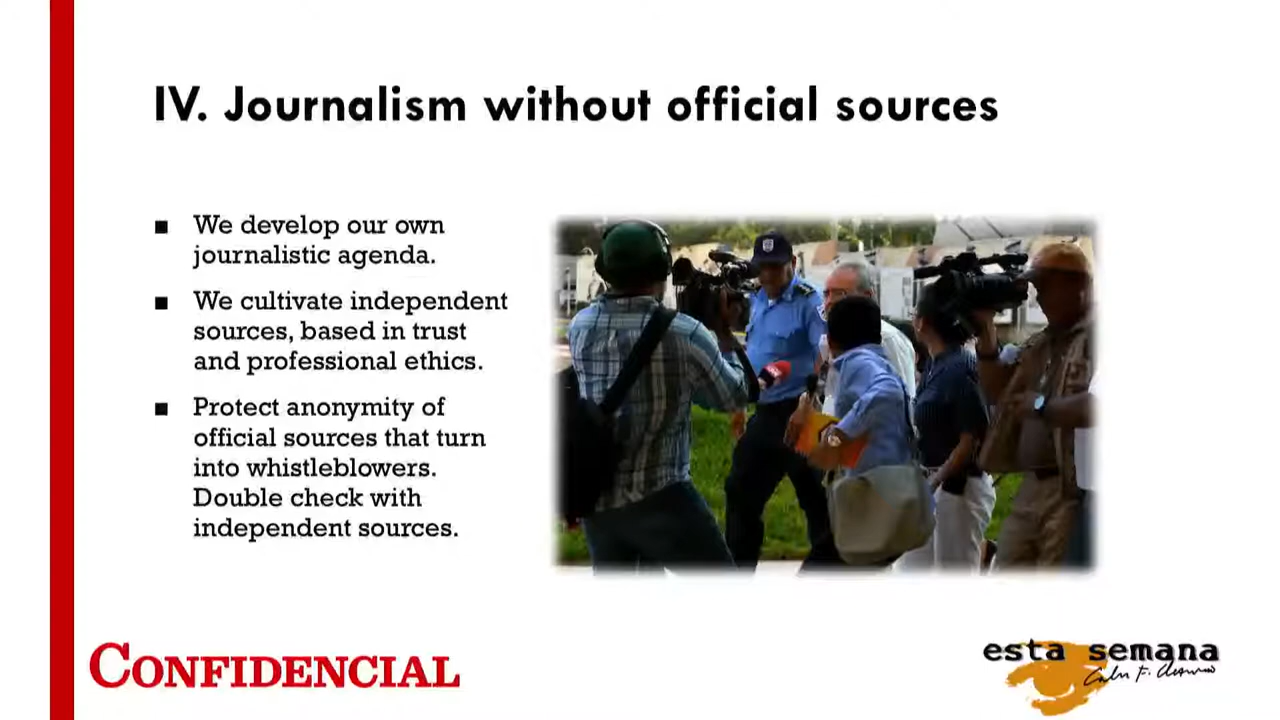 IV. Journalism without official sources
We develop our own
journalistic agenda.
We cultivate independent
sources, based in trust
and professional ethics.
Protect anonymity of
official sources that turn
into whistleblowers.
Double check with
independent sources.
CONFIDENCIAL
esta semana